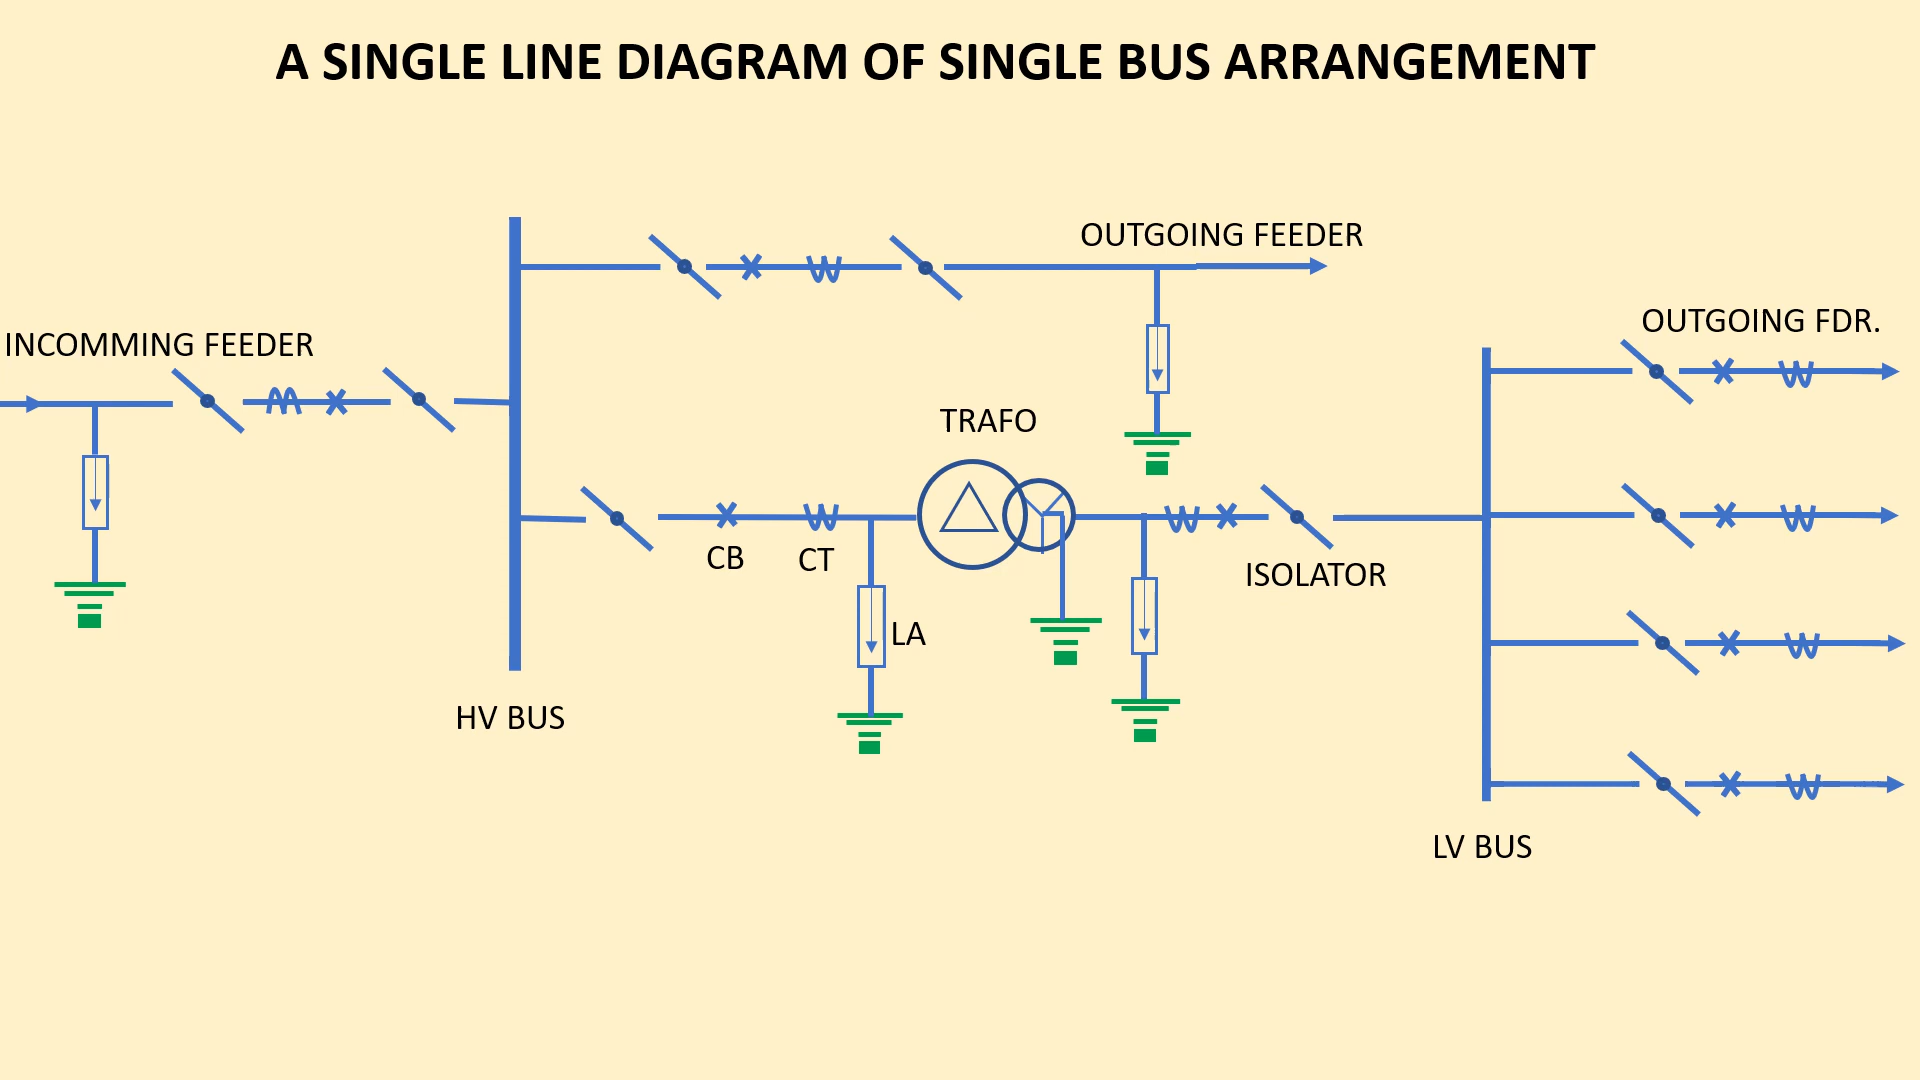 A SINGLE LINE DIAGRAM OF SINGLE BUS ARRANGEMENT
OUTGOING FEEDER
INCOMMING FEEDER
OUTGOING FDR.
TRAFO
CB
CT
ISOLATOR
LA
HV BUS
LV BUS